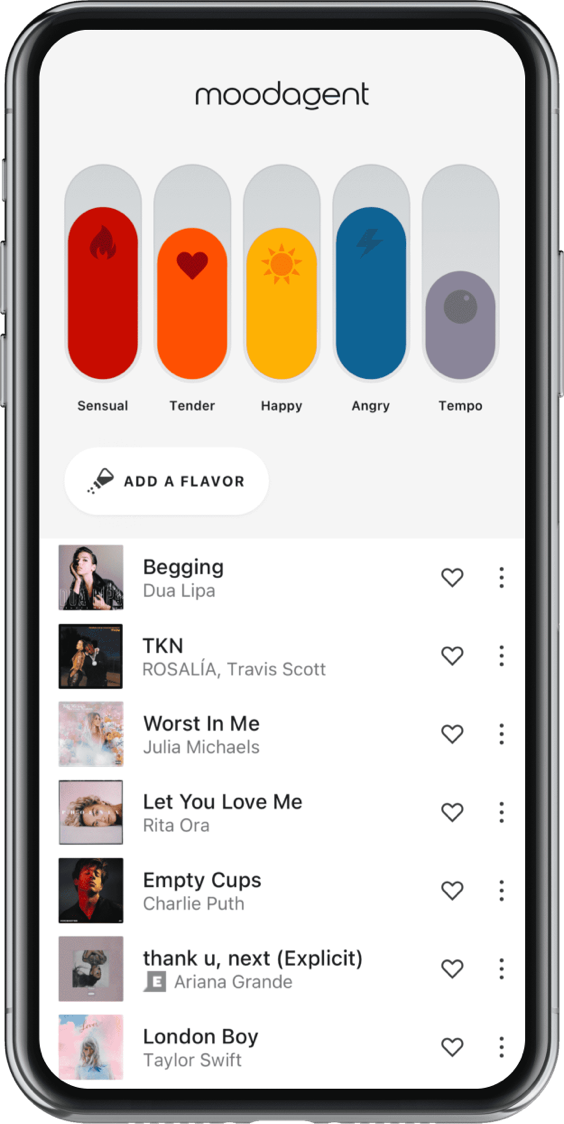 moodagent
Sensual
Tender
Happy
Angry
Tempo
ADD A FLAVOR
Begging
Dua Lipa
TKN
ROSALÍA, Travis Scott
Worst In Me
Julia Michaels
Let You Love Me
Rita Ora
Empty Cups
Charlie Puth
thank u, next (Explicit)
E Ariana Grande
London Boy
Taylor Swift